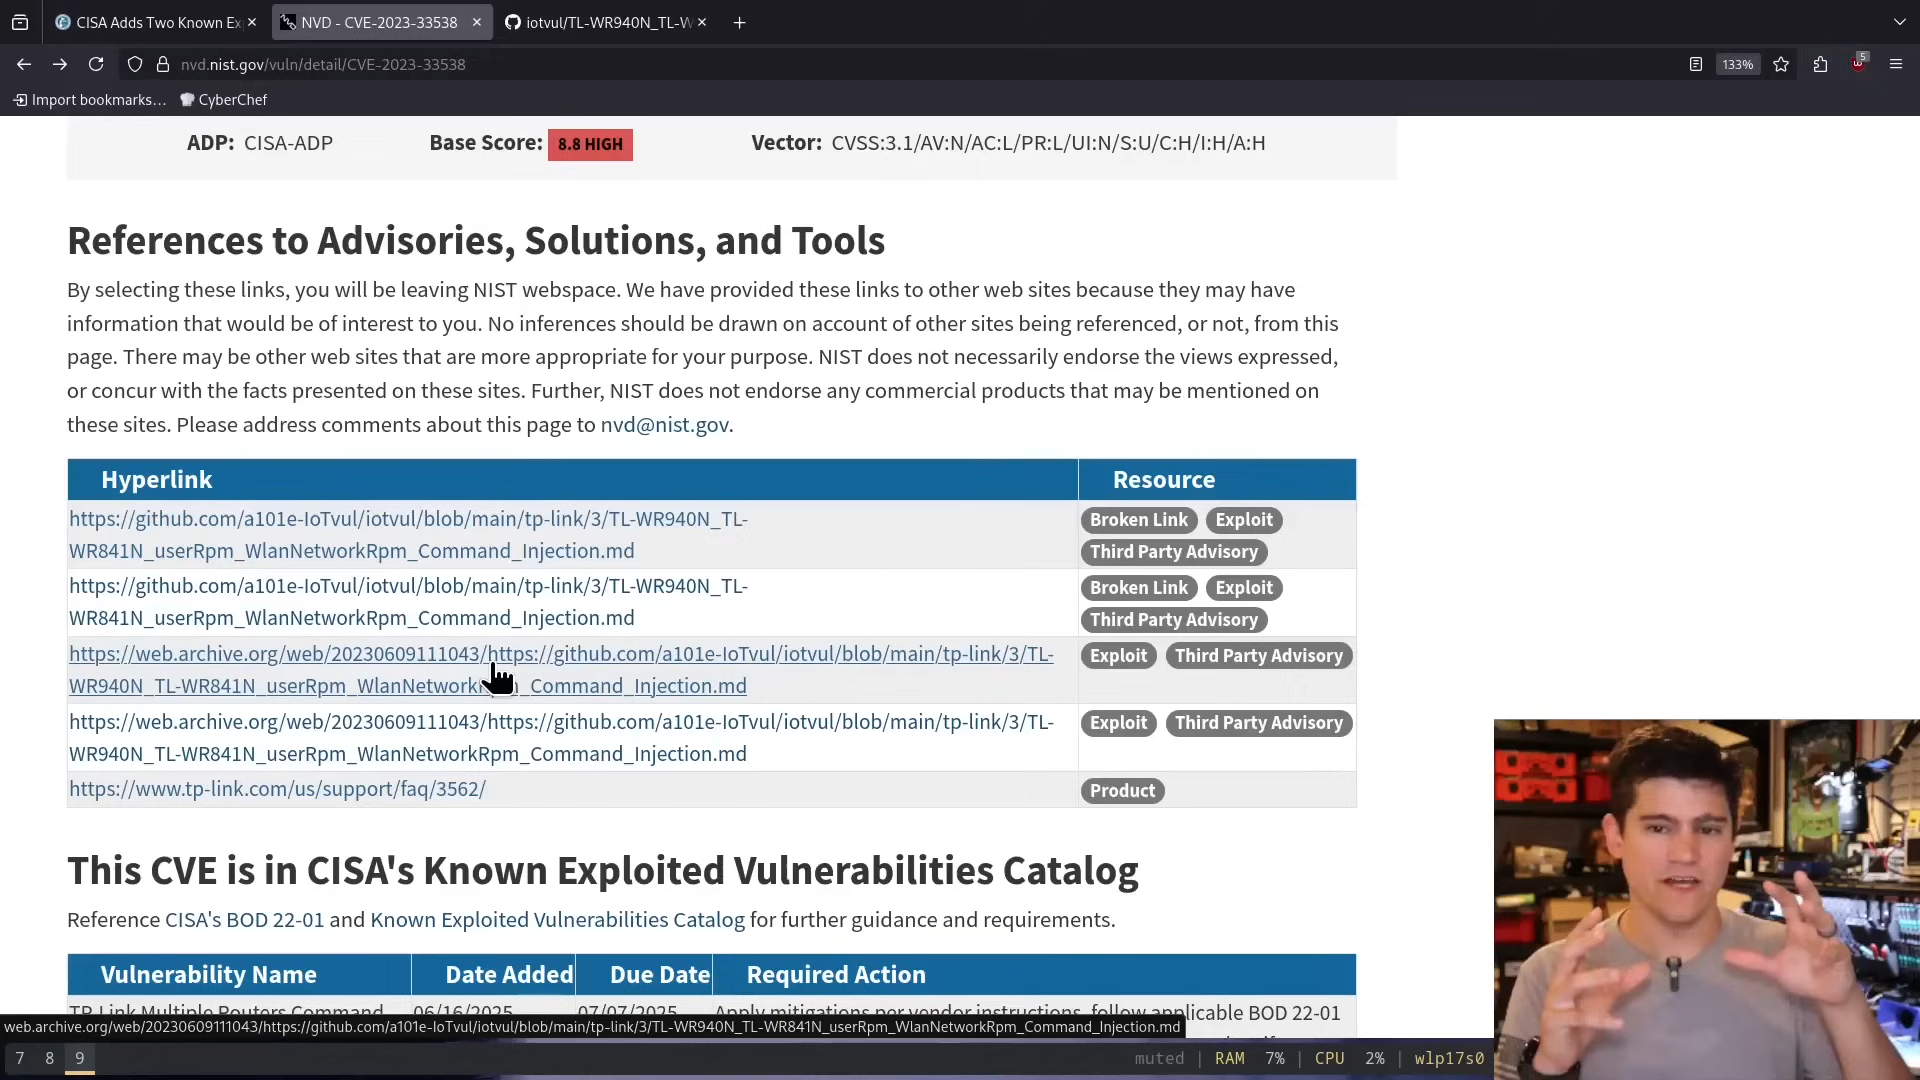 CISA Adds Two Known Ex
NVD - CVE-2023-33538
iotvul/TL-WR940N_TL-W
nvd.nist.gov/vuln/detail/CVE-2023-33538
133%
5
Import bookmarks...
CyberChef
ADP: CISA-ADP
Base Score: 8.8 HIGH
Vector: CVSS:3.1/AV:N/AC:L/PR:L/UI:N/S:U/C:H/I:H/A:H
References to Advisories, Solutions, and Tools
By selecting these links, you will be leaving NIST webspace. We have provided these links to other web sites because they may have
information that would be of interest to you. No inferences should be drawn on account of other sites being referenced, or not, from this
page. There may be other web sites that are more appropriate for your purpose. NIST does not necessarily endorse the views expressed,
or concur with the facts presented on these sites. Further, NIST does not endorse any commercial products that may be mentioned on
these sites. Please address comments about this page to nvd@nist.gov.
Hyperlink
Resource
https://github.com/a101e-IoTvul/iotvul/blob/main/tp-link/3/TL-WR940N_TL-
WR841N_userRpm_WlanNetworkRpm_Command_Injection.md
Broken Link Exploit
Third Party Advisory
https://github.com/a101e-IoTvul/iotvul/blob/main/tp-link/3/TL-WR940N_TL-
WR841N_userRpm_WlanNetworkRpm_Command_Injection.md
Broken Link Exploit
Third Party Advisory
https://web.archive.org/web/20230609111043/https://github.com/a101e-IoTvul/iotvul/blob/main/tp-link/3/TL-
WR940N_TL-WR841N_userRpm_WlanNetworkRpm_Command_Injection.md
Exploit Third Party Advisory
https://web.archive.org/web/20230609111043/https://github.com/a101e-IoTvul/iotvul/blob/main/tp-link/3/TL-
WR940N_TL-WR841N_userRpm_WlanNetworkRpm_Command_Injection.md
Exploit Third Party Advisory
https://www.tp-link.com/us/support/faq/3562/
Product
This CVE is in CISA's Known Exploited Vulnerabilities Catalog
Reference CISA's BOD 22-01 and Known Exploited Vulnerabilities Catalog for further guidance and requirements.
Vulnerability Name
Date Added
Due Date
Required Action
TP-Link Multiple Routers Command
06/16/2025
07/07/2025
Apply mitigations per vendor instructions, follow applicable BOD 22-01
web.archive.org/web/20230609111043/https://github.com/a101e-IoTvul/iotvul/blob/main/tp-link/3/TL-WR940N_TL-WR841N_userRpm_WlanNetworkRpm_Command_Injection.md
7 8 9
muted | RAM 7% | CPU 2% | wlp17s0